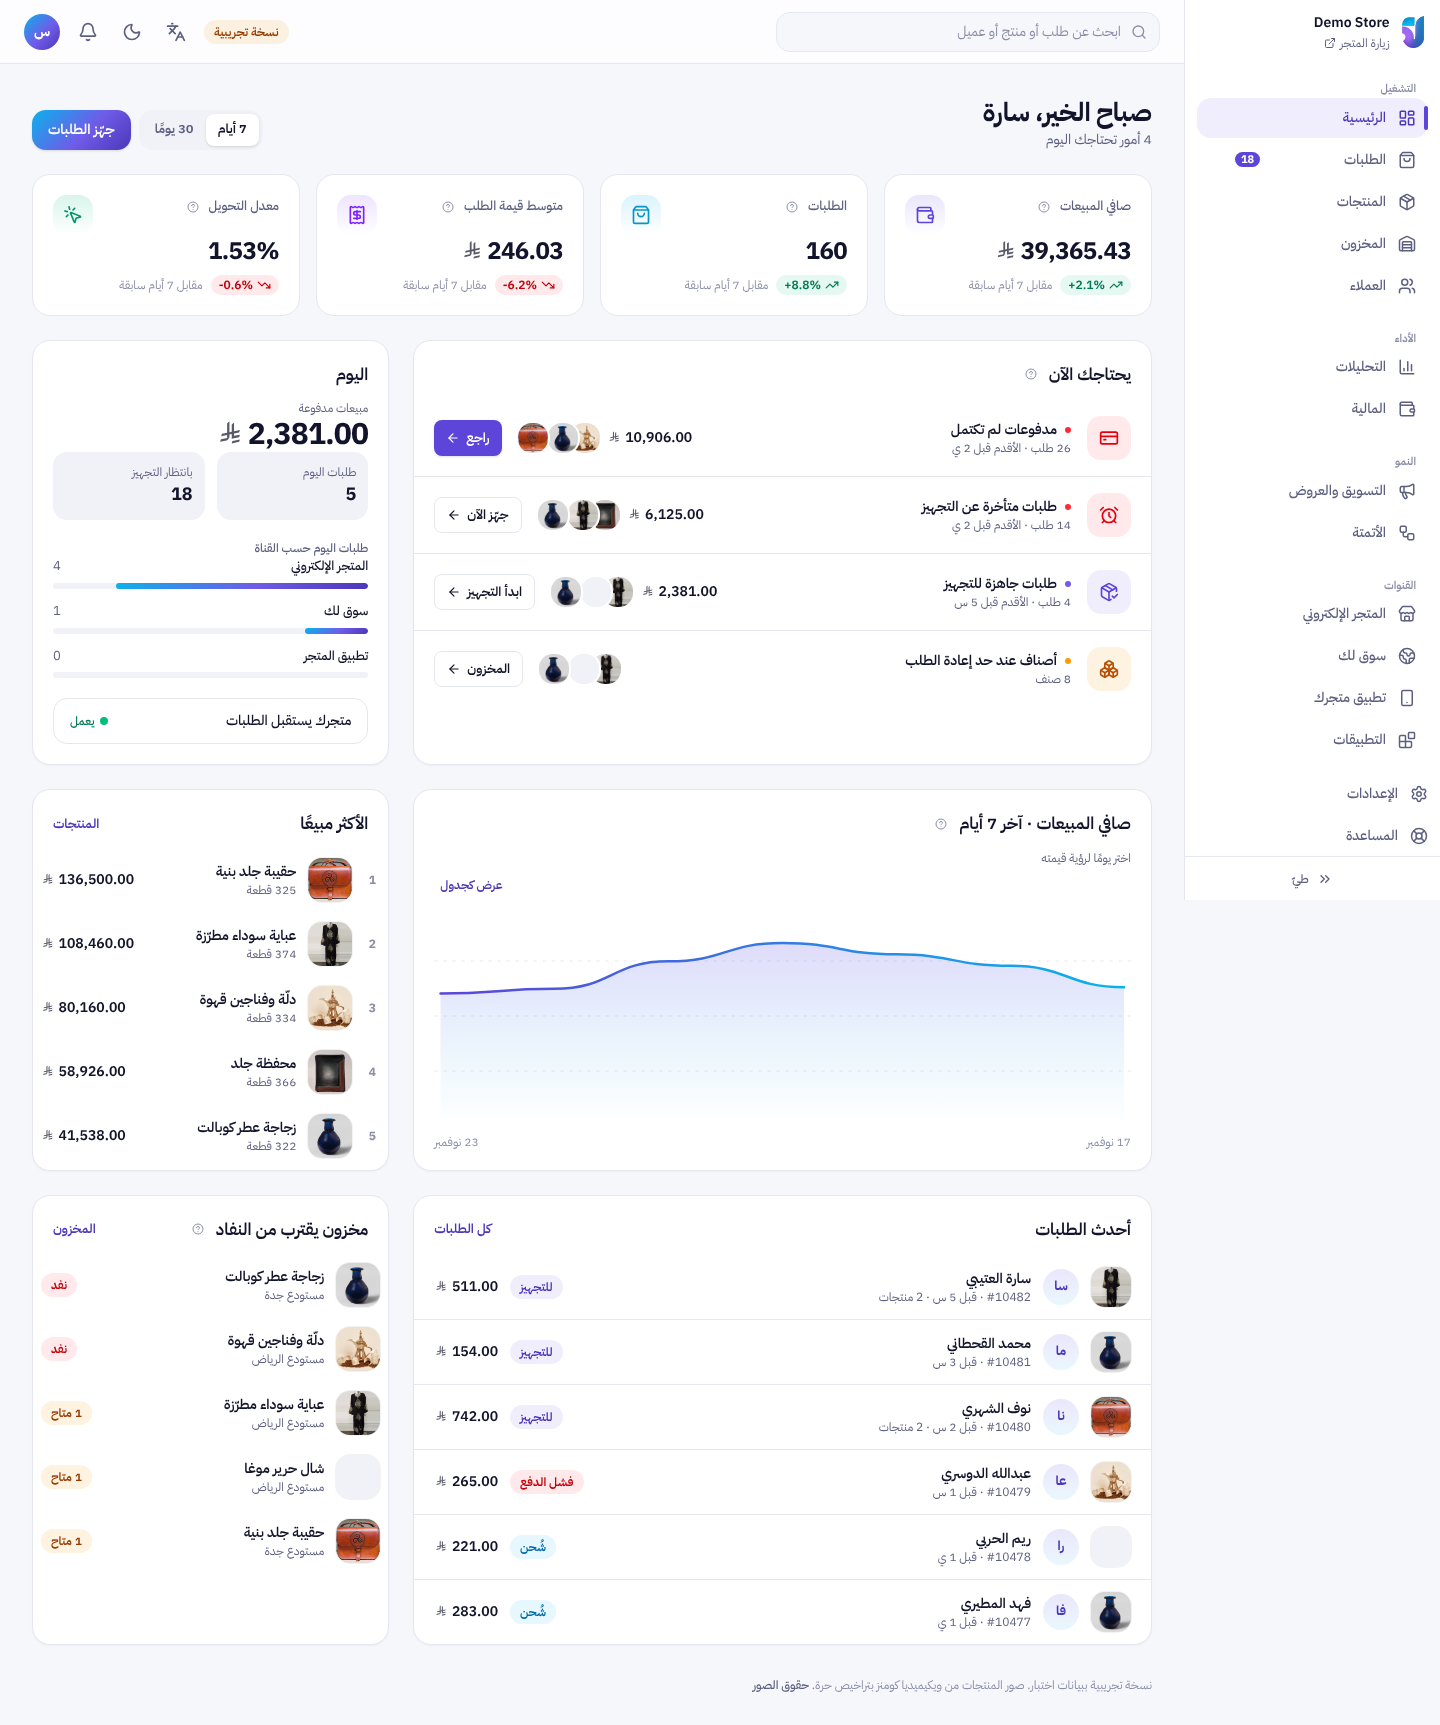 Demo Store
زيارة المتجر
ابحث عن طلب أو منتج أو عميل
نسخة تجريبية
س
التشغيل
الرئيسية
الطلبات 18
المنتجات
المخزون
العملاء
الأداء
التحليلات
المالية
النمو
التسويق والعروض
الأتمتة
القنوات
المتجر الإلكتروني
سوق لك
تطبيق متجرك
التطبيقات
الإعدادات
المساعدة
طيّ
صباح الخير، سارة
4 أمور تحتاجك اليوم
7 أيام
30 يومًا
جهّز الطلبات
صافي المبيعات
39,365.43
+2.1% مقابل 7 أيام سابقة
الطلبات
160
+8.8% مقابل 7 أيام سابقة
متوسط قيمة الطلب
246.03
-6.2% مقابل 7 أيام سابقة
معدل التحويل
1.53%
-0.6% مقابل 7 أيام سابقة
يحتاجك الآن
مدفوعات لم تكتمل
26 طلب · الأقدم قبل 2 ي
10,906.00
راجع
طلبات متأخرة عن التجهيز
14 طلب · الأقدم قبل 2 ي
6,125.00
جهّز الآن
طلبات جاهزة للتجهيز
4 طلب · الأقدم قبل 5 س
2,381.00
ابدأ التجهيز
أصناف عند حد إعادة الطلب
8 صنف
المخزون
اليوم
مبيعات مدفوعة
2,381.00
طلبات اليوم
5
بانتظار التجهيز
18
طلبات اليوم حسب القناة
المتجر الإلكتروني 4
سوق لك 1
تطبيق المتجر 0
متجرك يستقبل الطلبات
يعمل
صافي المبيعات · آخر 7 أيام
اختر يومًا لرؤية قيمته
عرض كجدول
17 نوفمبر
23 نوفمبر
الأكثر مبيعًا
المنتجات
1
حقيبة جلد بنية
325 قطعة
136,500.00
2
عباية سوداء مطرّزة
374 قطعة
108,460.00
3
دلّة وفناجين قهوة
334 قطعة
80,160.00
4
محفظة جلد
366 قطعة
58,926.00
5
زجاجة عطر كوبالت
322 قطعة
41,538.00
أحدث الطلبات
كل الطلبات
سا
سارة العتيبي
#10482 · قبل 5 س · 2 منتجات
للتجهيز
511.00
ما
محمد القحطاني
#10481 · قبل 3 س
للتجهيز
154.00
نا
نوف الشهري
#10480 · قبل 2 س · 2 منتجات
للتجهيز
742.00
عا
عبدالله الدوسري
#10479 · قبل 1 س
فشل الدفع
265.00
را
ريم الحربي
#10478 · قبل 1 ي
شُحن
221.00
فا
فهد المطيري
#10477 · قبل 1 ي
شُحن
283.00
مخزون يقترب من النفاد
المخزون
زجاجة عطر كوبالت
مستودع جدة
نفد
دلّة وفناجين قهوة
مستودع الرياض
نفد
عباية سوداء مطرّزة
مستودع الرياض
1 متاح
شال حرير موغا
مستودع الرياض
1 متاح
حقيبة جلد بنية
مستودع جدة
1 متاح
نسخة تجريبية ببيانات اختبار. صور المنتجات من ويكيميديا كومنز بتراخيص حرة. حقوق الصور